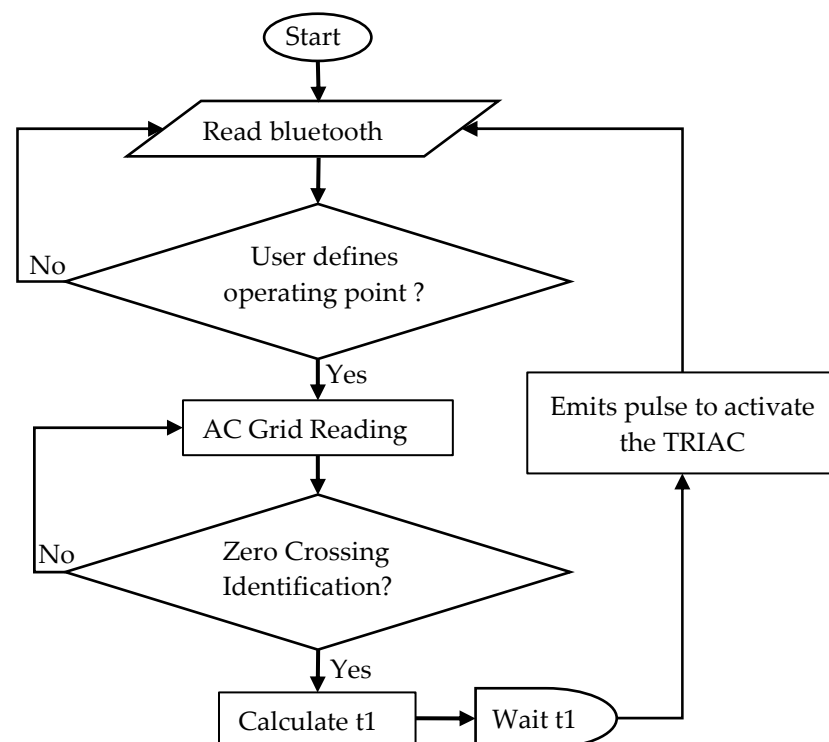 Start
Read bluetooth
User defines
operating point ?
No
Yes
AC Grid Reading
Emits pulse to activate
the TRIAC
Zero Crossing
Identification?
No
Yes
Calculate t1
Wait t1